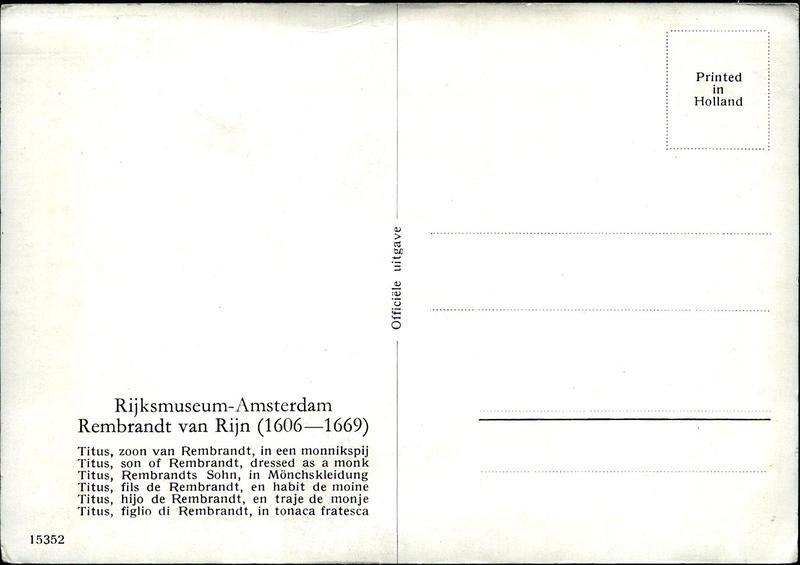 Printed
in
Holland
Officiële uitgave
Rijksmuseum-Amsterdam
Rembrandt van Rijn (1606—1669)
Titus, zoon van Rembrandt, in een monnikspij
Titus, son of Rembrandt, dressed as a monk
Titus, Rembrandts Sohn, in Mönchskleidung
Titus, fils de Rembrandt, en habit de moine
Titus, hijo de Rembrandt, en traje de monje
Titus, figlio di Rembrandt, in tonaca fratesca
15352